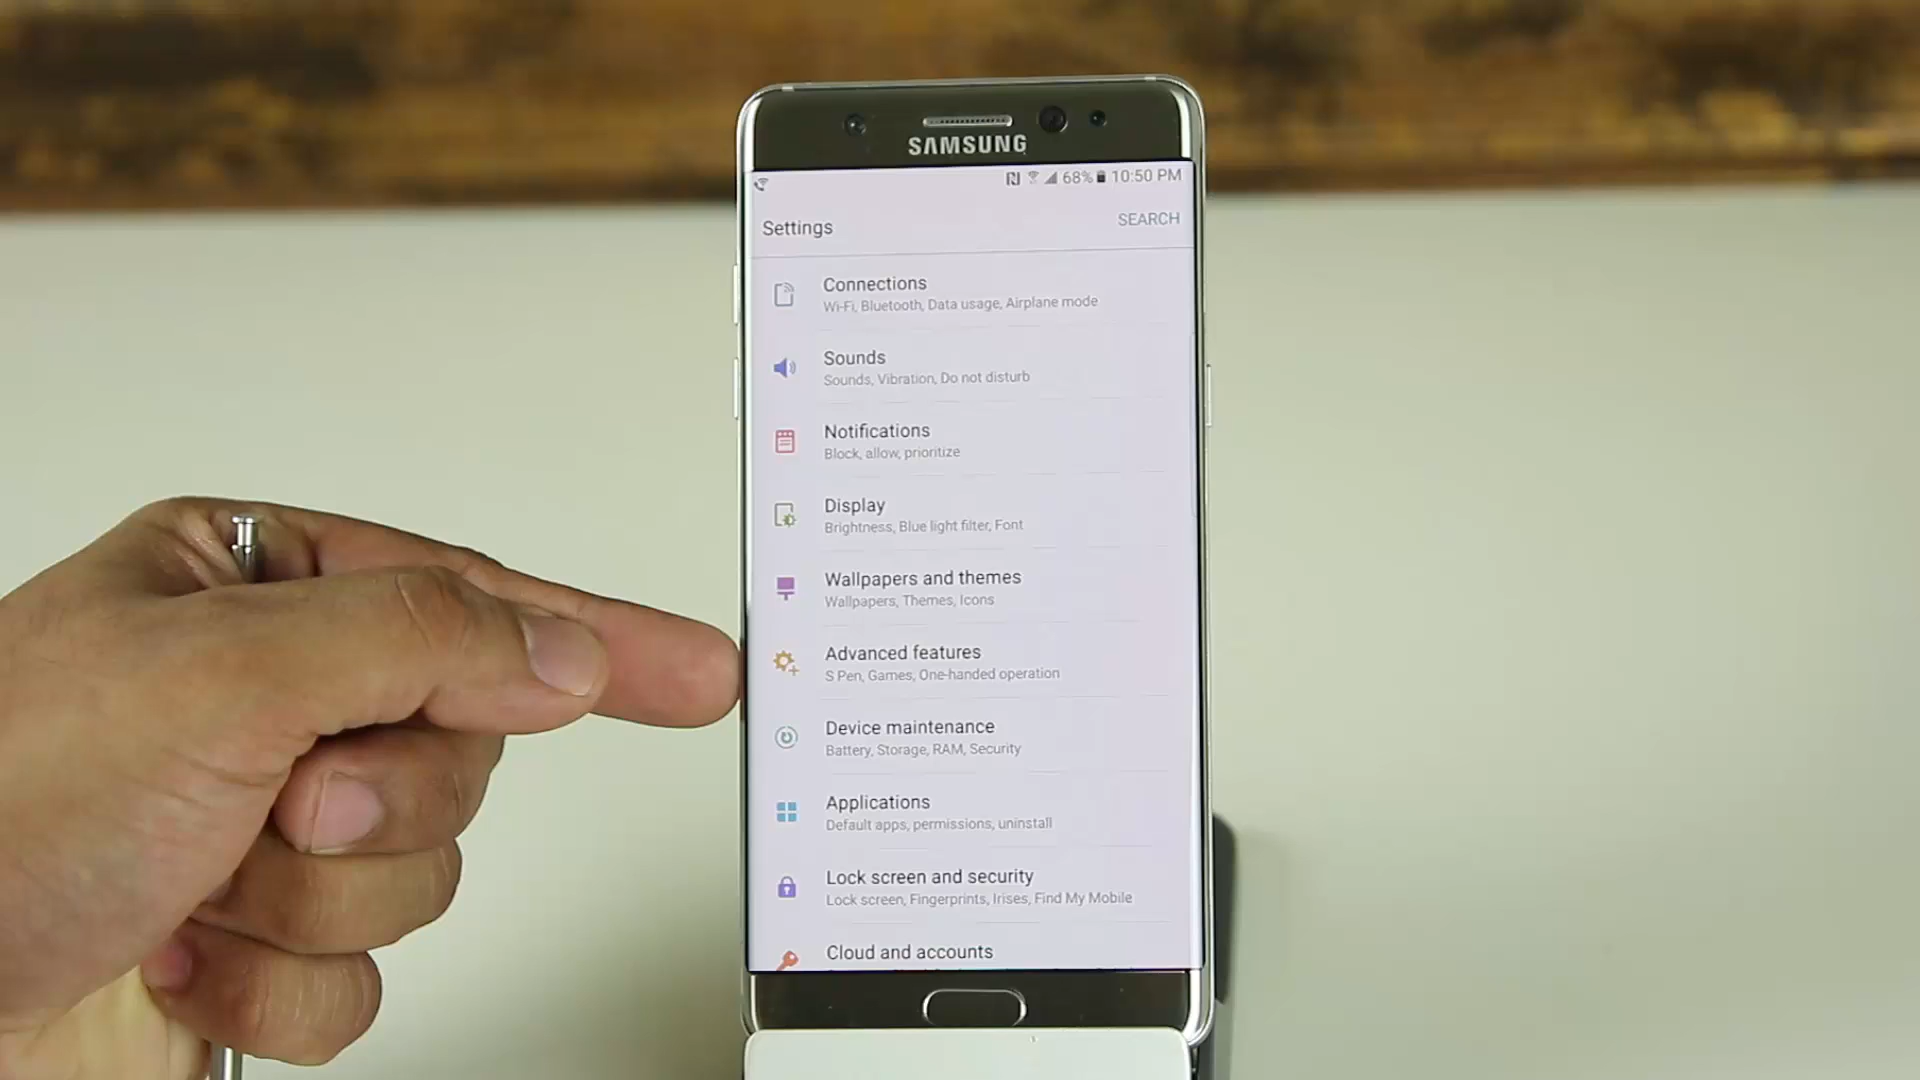 SAMSUNG
68% 10:50 PM
Settings
SEARCH
Connections
Wi-Fi, Bluetooth, Data usage, Airplane mode
Sounds
Sounds, Vibration, Do not disturb
Notifications
Block, allow, prioritize
Display
Brightness, Blue light filter, Font
Wallpapers and themes
Wallpapers, Themes, Icons
Advanced features
S Pen, Games, One-handed operation
Device maintenance
Battery, Storage, RAM, Security
Applications
Default apps, permissions, uninstall
Lock screen and security
Lock screen, Fingerprints, Irises, Find My Mobile
Cloud and accounts